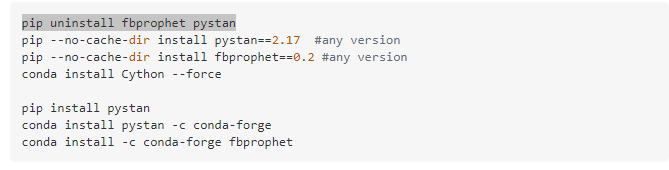 pip uninstall fbprophet pystan
pip --no-cache-dir install pystan==2.17  #any version
pip --no-cache-dir install fbprophet==0.2 #any version
conda install Cython --force
pip install pystan
conda install pystan -c conda-forge
conda install -c conda-forge fbprophet